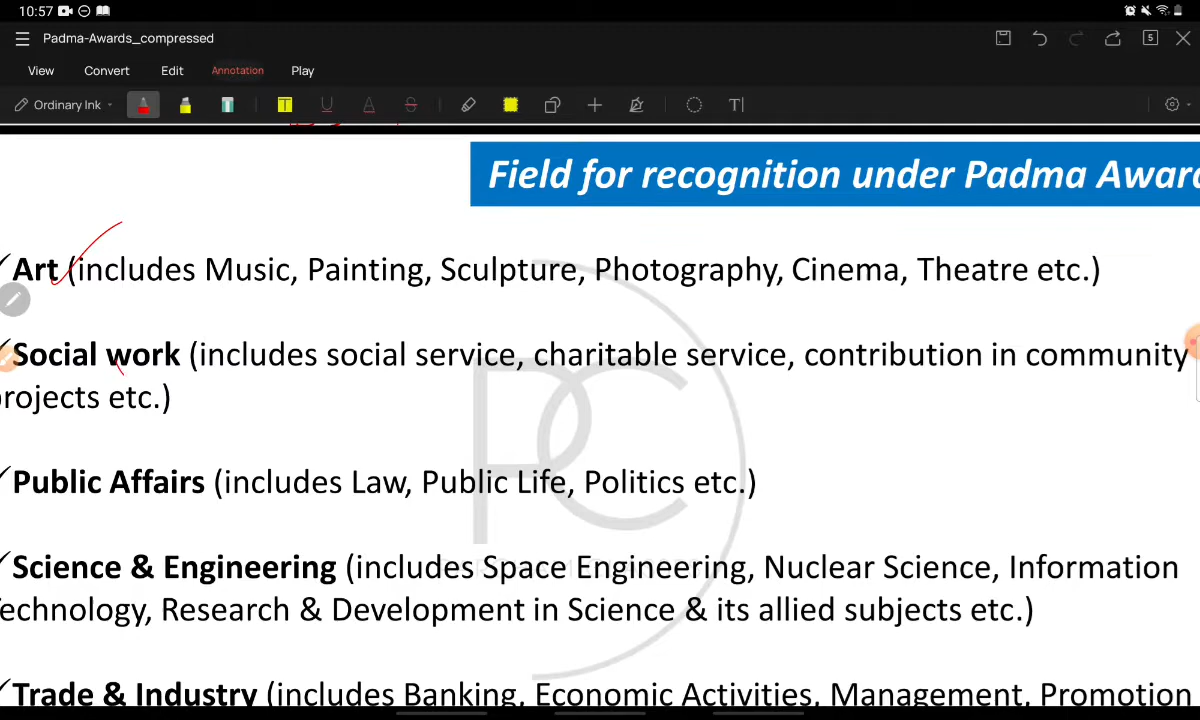 10:57
Padma-Awards_compressed
5
View Convert Edit Annotation Play
Ordinary Ink T U A S T
Field for recognition under Padma Awar
Art (includes Music, Painting, Sculpture, Photography, Cinema, Theatre etc.)
Social work (includes social service, charitable service, contribution in community
rojects etc.)
Public Affairs (includes Law, Public Life, Politics etc.)
Science & Engineering (includes Space Engineering, Nuclear Science, Information
echnology, Research & Development in Science & its allied subjects etc.)
Trade & Industry (includes Banking, Economic Activities, Management, Promotion
PC